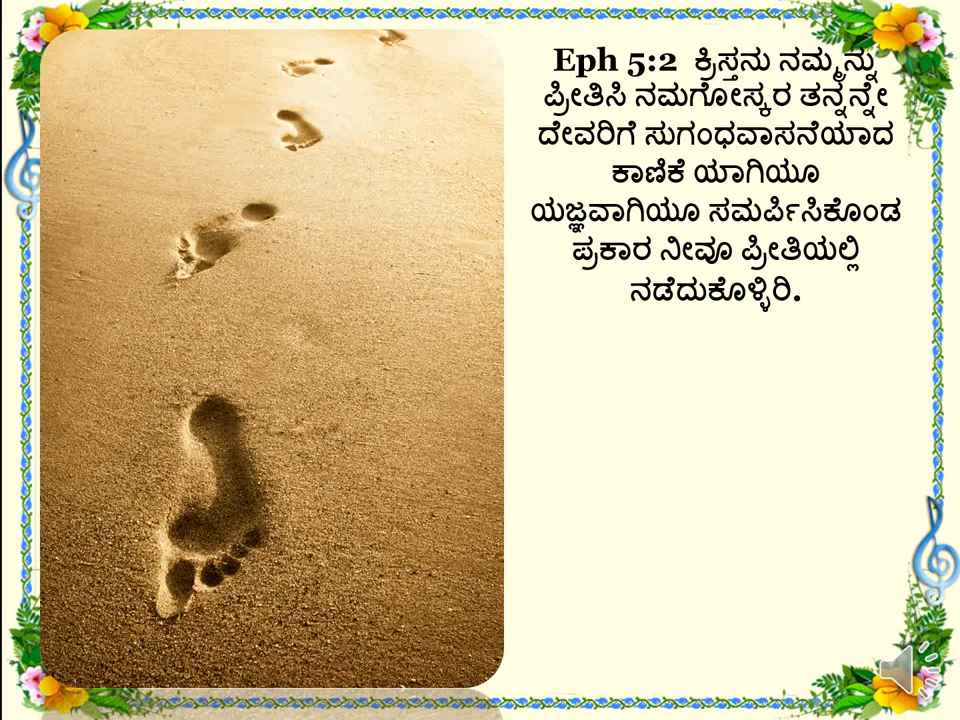 Eph 5:2 ಕ್ರಿಸ್ತನು ನಮ್ಮನ್ನು
ಪ್ರೀತಿಸಿ ನಮಗೋಸ್ಕರ ತನ್ನನ್ನೇ
ದೇವರಿಗೆ ಸುಗಂಧವಾಸನೆಯಾದ
ಕಾಣಿಕೆ ಯಾಗಿಯೂ
ಯಜ್ಞವಾಗಿಯೂ ಸಮರ್ಪಿಸಿಕೊಂಡ
ಪ್ರಕಾರ ನೀವೂ ಪ್ರೀತಿಯಲ್ಲಿ
ನಡೆದುಕೊಳ್ಳಿರಿ.